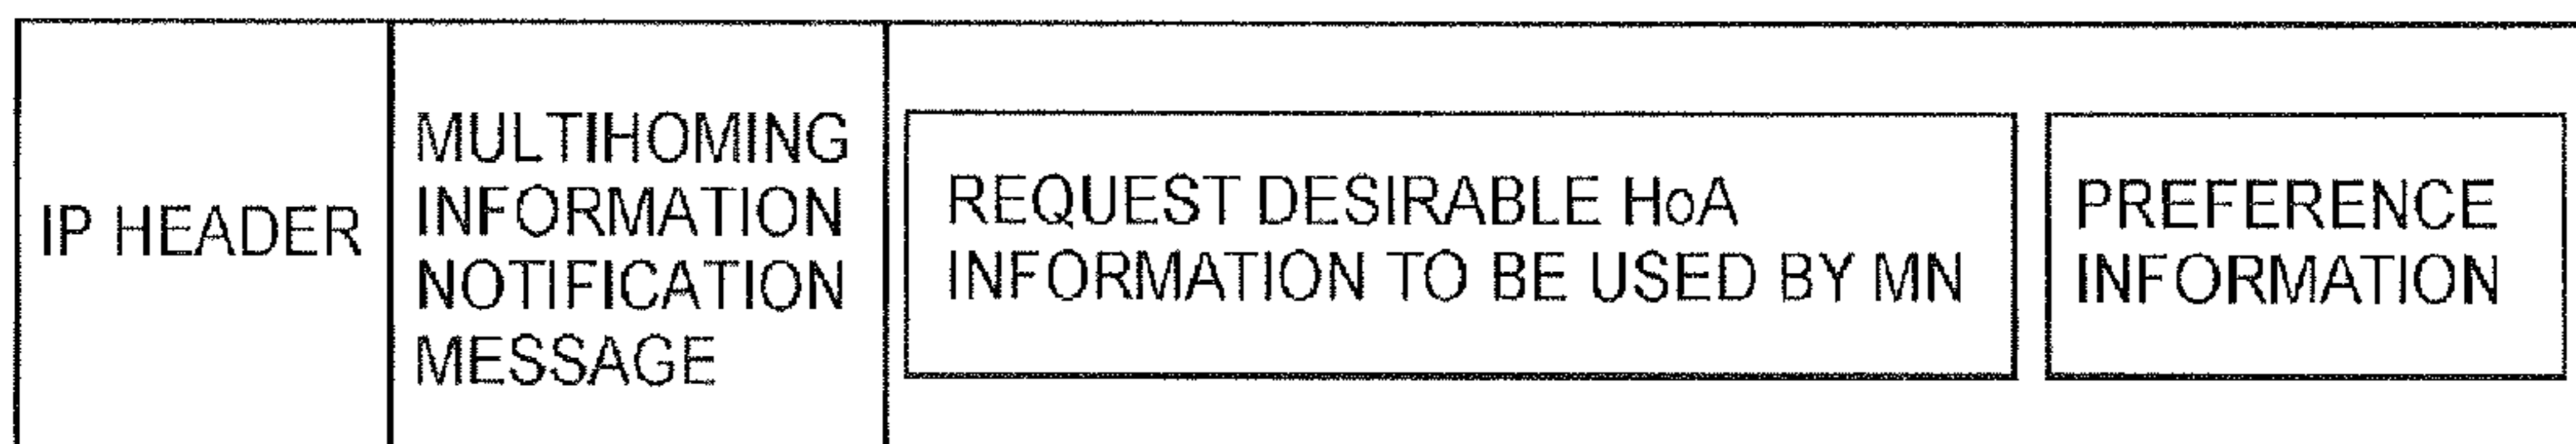 IP HEADER
MULTIHOMING
INFORMATION
NOTIFICATION
MESSAGE
REQUEST DESIRABLE HoA
INFORMATION TO BE USED BY MN
PREFERENCE
INFORMATION